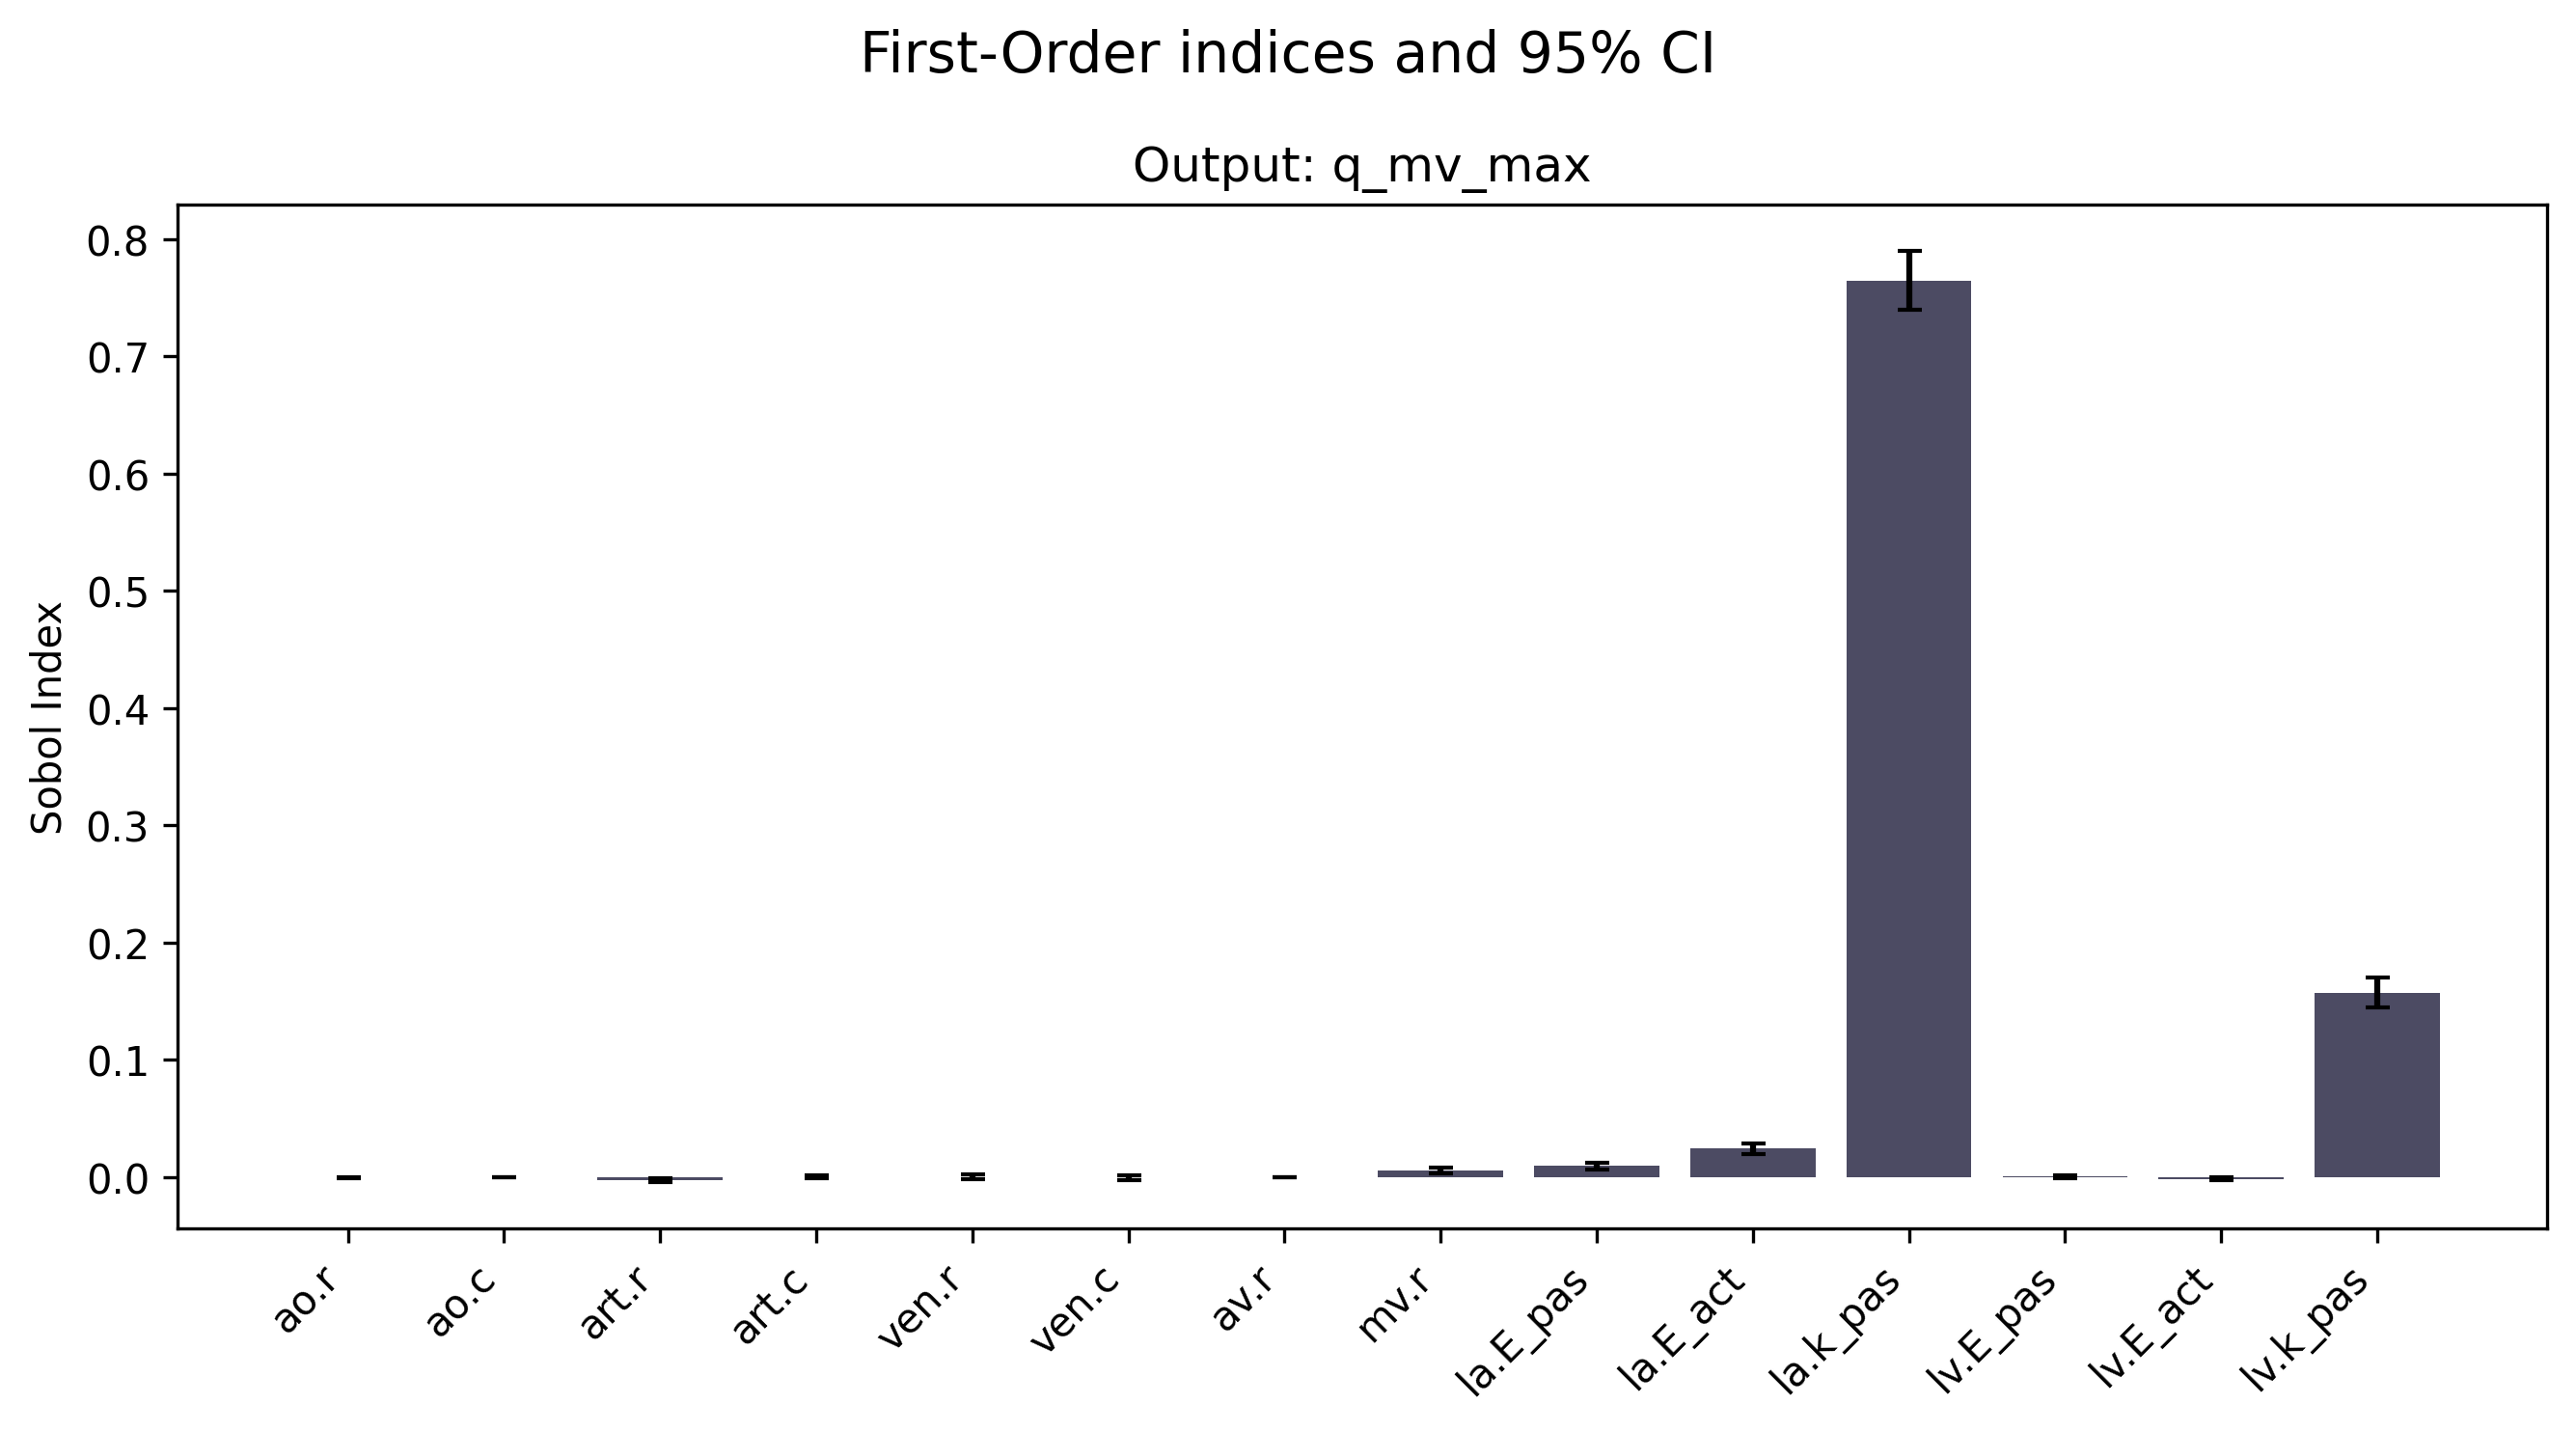 First-Order indices and 95% CI
Output: q_mv_max
Sobol Index
0.8
0.7
0.6
0.5
0.4
0.3
0.2
0.1
0.0
ao.r
ao.c
art.r
art.c
ven.r
ven.c
av.r
mv.r
la.E_pas
la.E_act
la.k_pas
lv.E_pas
lv.E_act
lv.k_pas